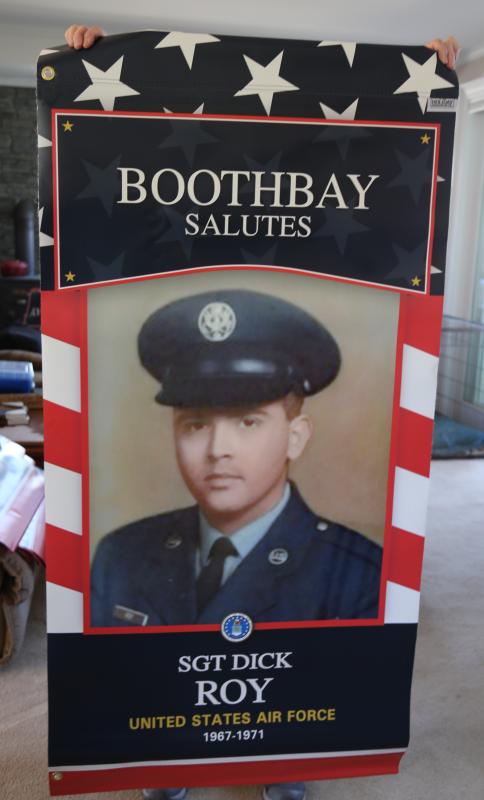 BOOTHBAY
SALUTES
SGT DICK
ROY
UNITED STATES AIR FORCE
1967-1971